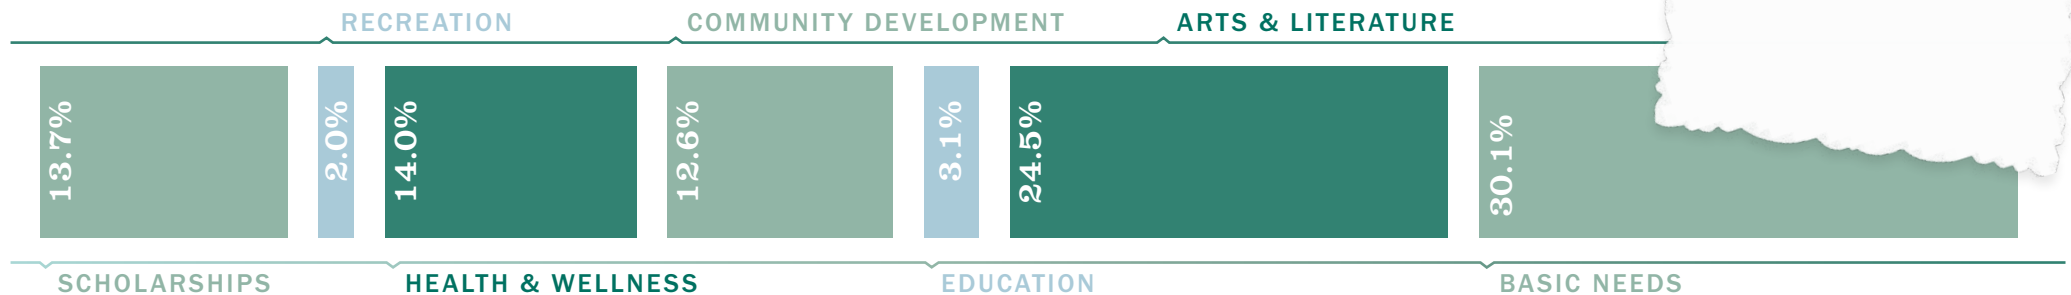 RECREATION
COMMUNITY DEVELOPMENT
ARTS & LITERATURE
13.7%
2.0%
14.0%
12.6%
3.1%
24.5%
30.1%
SCHOLARSHIPS
HEALTH & WELLNESS
EDUCATION
BASIC NEEDS